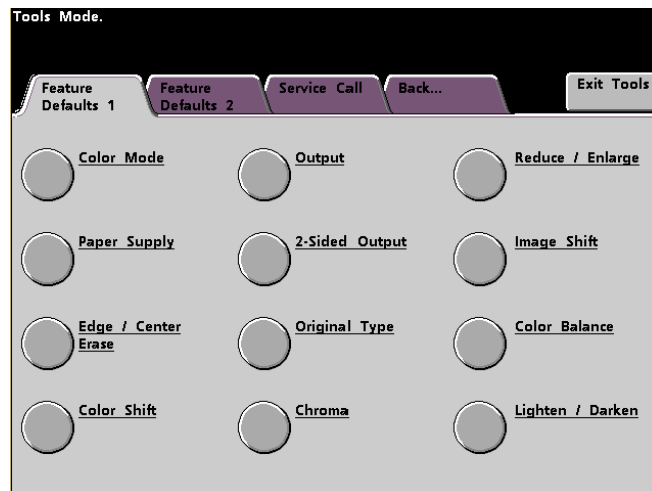 Tools Mode.
Feature
Defaults 1
Feature
Defaults 2
Service Call
Back...
Exit Tools
Color Mode
Output
Reduce / Enlarge
Paper Supply
2-Sided Output
Image Shift
Edge / Center
Erase
Original Type
Color Balance
Color Shift
Chroma
Lighten / Darken